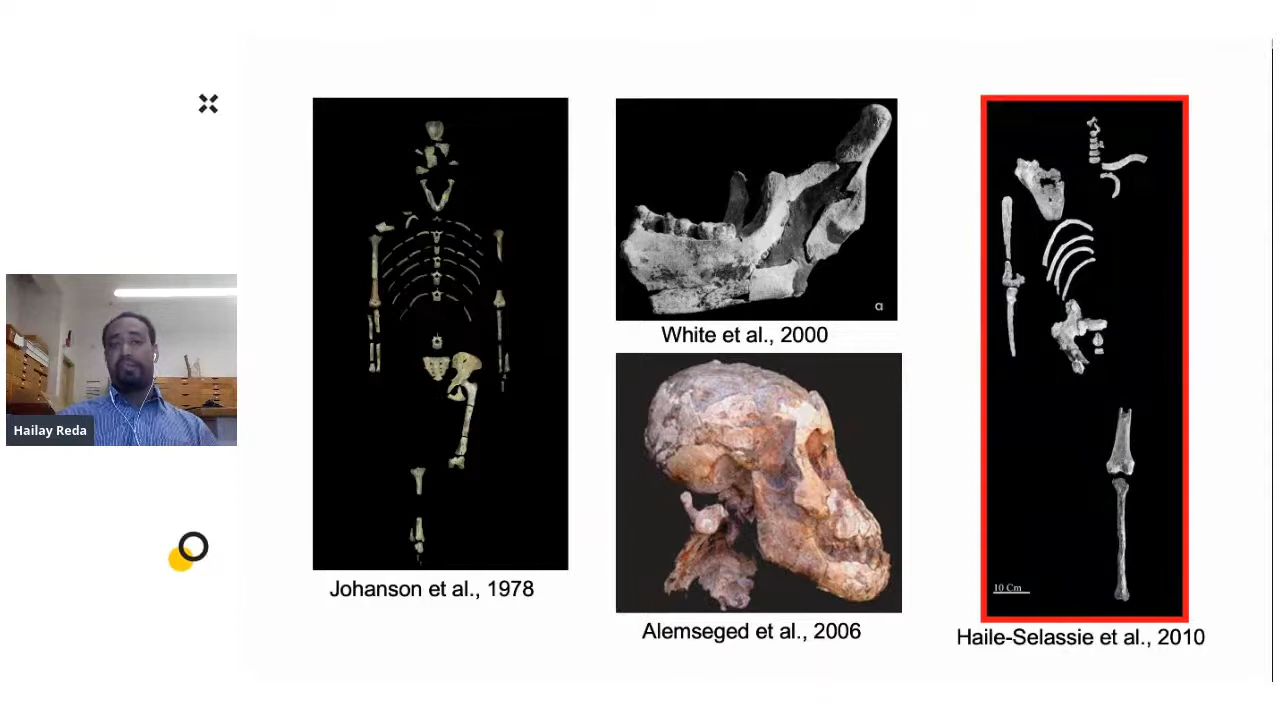 Hailay Reda
Johanson et al., 1978
a
White et al., 2000
Alemseged et al., 2006
10 Cm
Haile-Selassie et al., 2010